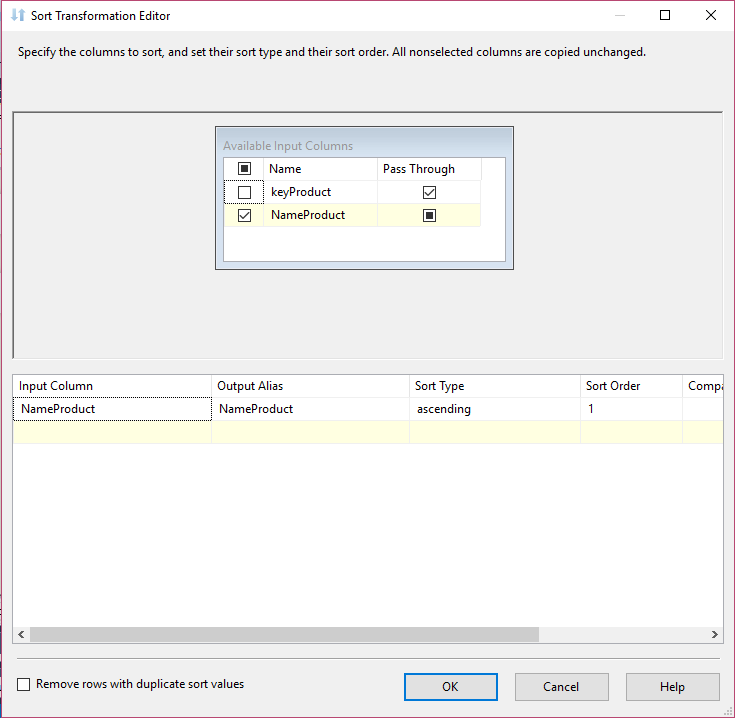 Sort Transformation Editor
Specify the columns to sort, and set their sort type and their sort order. All nonselected columns are copied unchanged.
Available Input Columns
Name Pass Through
keyProduct
NameProduct
Input Column Output Alias Sort Type Sort Order Compa
NameProduct NameProduct ascending 1
Remove rows with duplicate sort values
OK Cancel Help